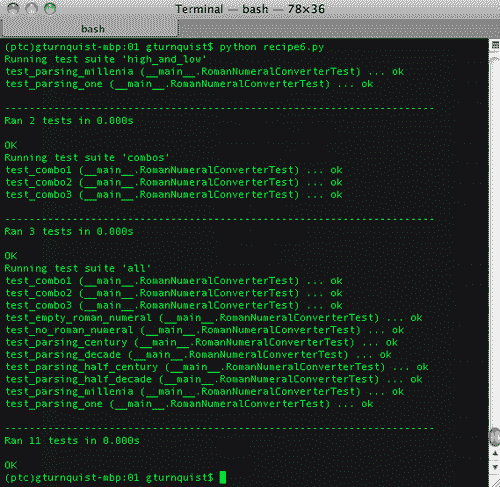 Terminal — bash — 78×36
bash
(ptc)gturnquist-mbp:01 gturnquist$ python recipe6.py
Running test suite 'high_and_low'
test_parsing_millenia (__main__.RomanNumeralConverterTest) ... ok
test_parsing_one (__main__.RomanNumeralConverterTest) ... ok
----------------------------------------------------------------------
Ran 2 tests in 0.000s
OK
Running test suite 'combos'
test_combo1 (__main__.RomanNumeralConverterTest) ... ok
test_combo2 (__main__.RomanNumeralConverterTest) ... ok
test_combo3 (__main__.RomanNumeralConverterTest) ... ok
----------------------------------------------------------------------
Ran 3 tests in 0.000s
OK
Running test suite 'all'
test_combo1 (__main__.RomanNumeralConverterTest) ... ok
test_combo2 (__main__.RomanNumeralConverterTest) ... ok
test_combo3 (__main__.RomanNumeralConverterTest) ... ok
test_empty_roman_numeral (__main__.RomanNumeralConverterTest) ... ok
test_no_roman_numeral (__main__.RomanNumeralConverterTest) ... ok
test_parsing_century (__main__.RomanNumeralConverterTest) ... ok
test_parsing_decade (__main__.RomanNumeralConverterTest) ... ok
test_parsing_half_century (__main__.RomanNumeralConverterTest) ... ok
test_parsing_half_decade (__main__.RomanNumeralConverterTest) ... ok
test_parsing_millenia (__main__.RomanNumeralConverterTest) ... ok
test_parsing_one (__main__.RomanNumeralConverterTest) ... ok
----------------------------------------------------------------------
Ran 11 tests in 0.000s
OK
(ptc)gturnquist-mbp:01 gturnquist$